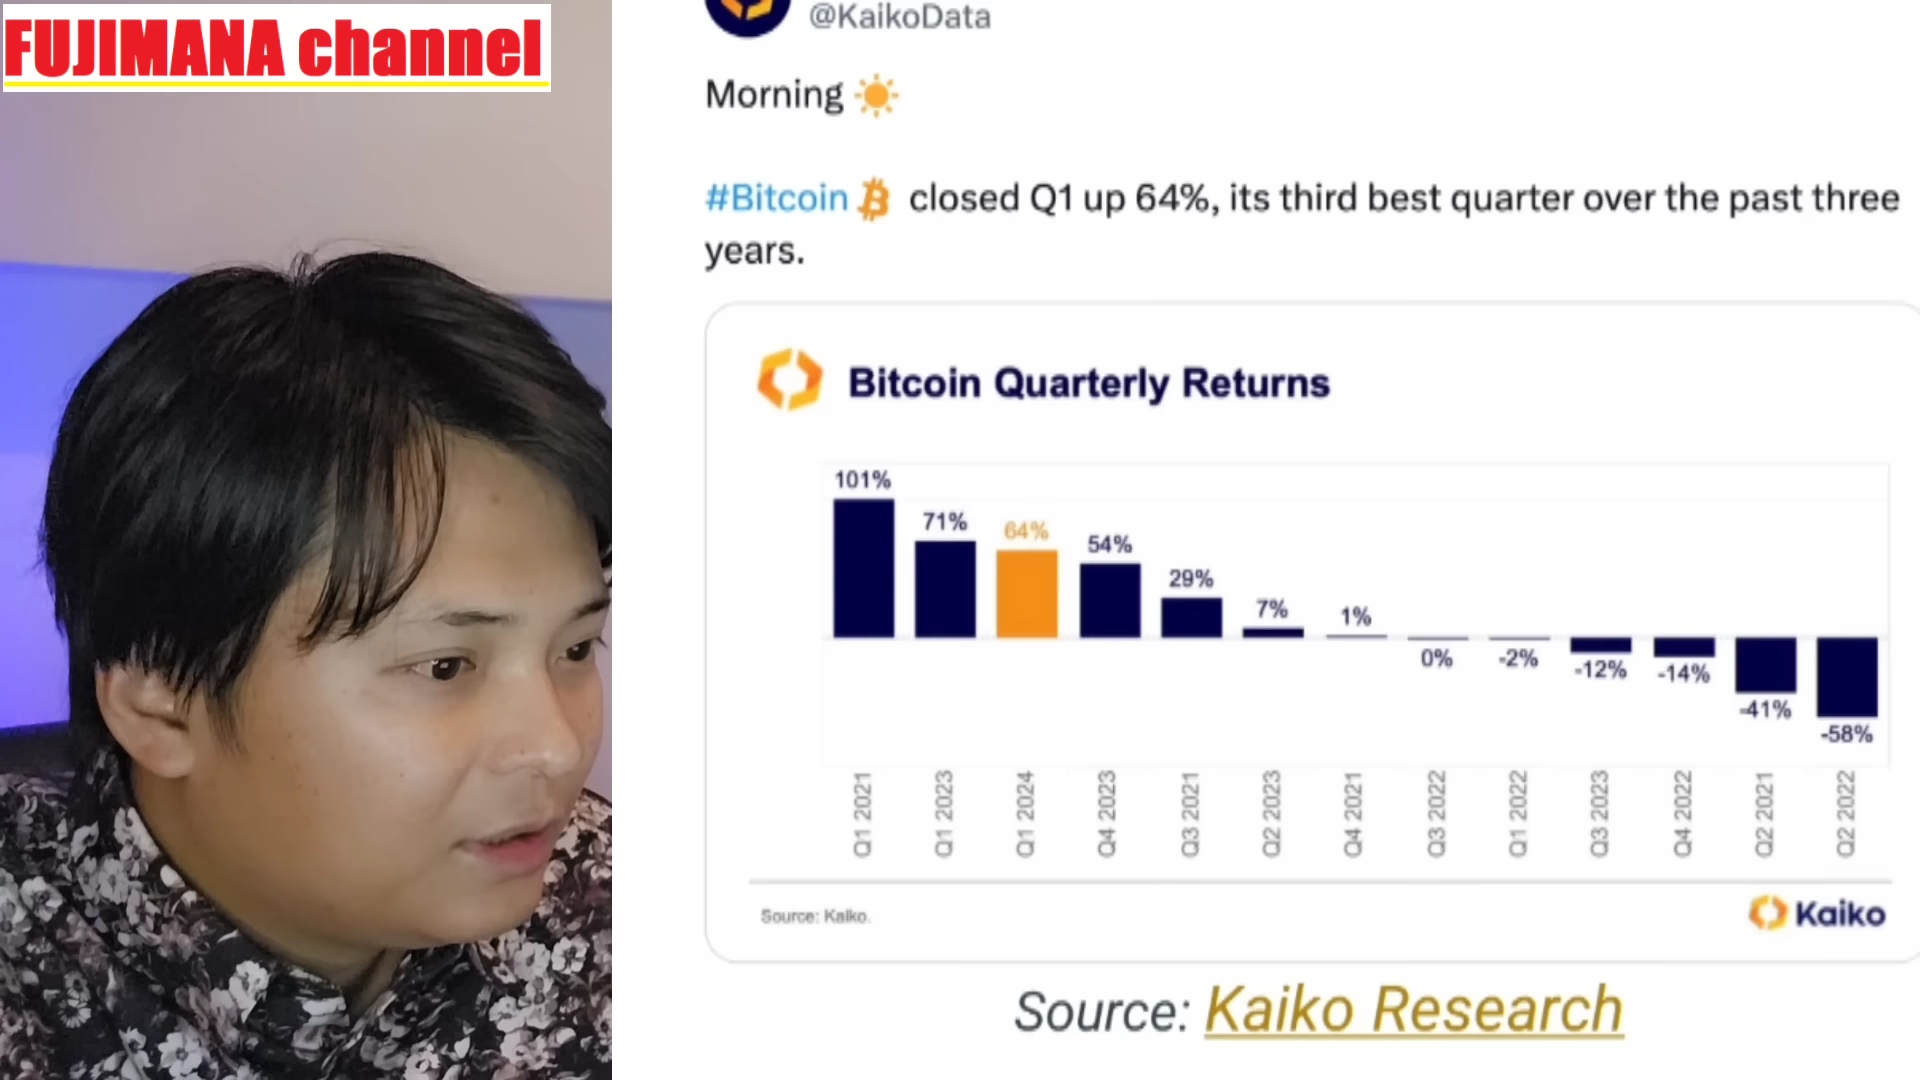 FUJIMANA channel
@KaikoData
Morning ☀
#Bitcoin ₿ closed Q1 up 64%, its third best quarter over the past three
years.
Bitcoin Quarterly Returns
101%
71%
64%
54%
29%
7%
1%
0%
-2%
-12%
-14%
-41%
-58%
Q1 2021
Q1 2023
Q1 2024
Q4 2023
Q3 2021
Q2 2023
Q4 2021
Q3 2022
Q1 2022
Q3 2023
Q4 2022
Q2 2021
Q2 2022
Source: Kaiko.
Kaiko
Source: Kaiko Research